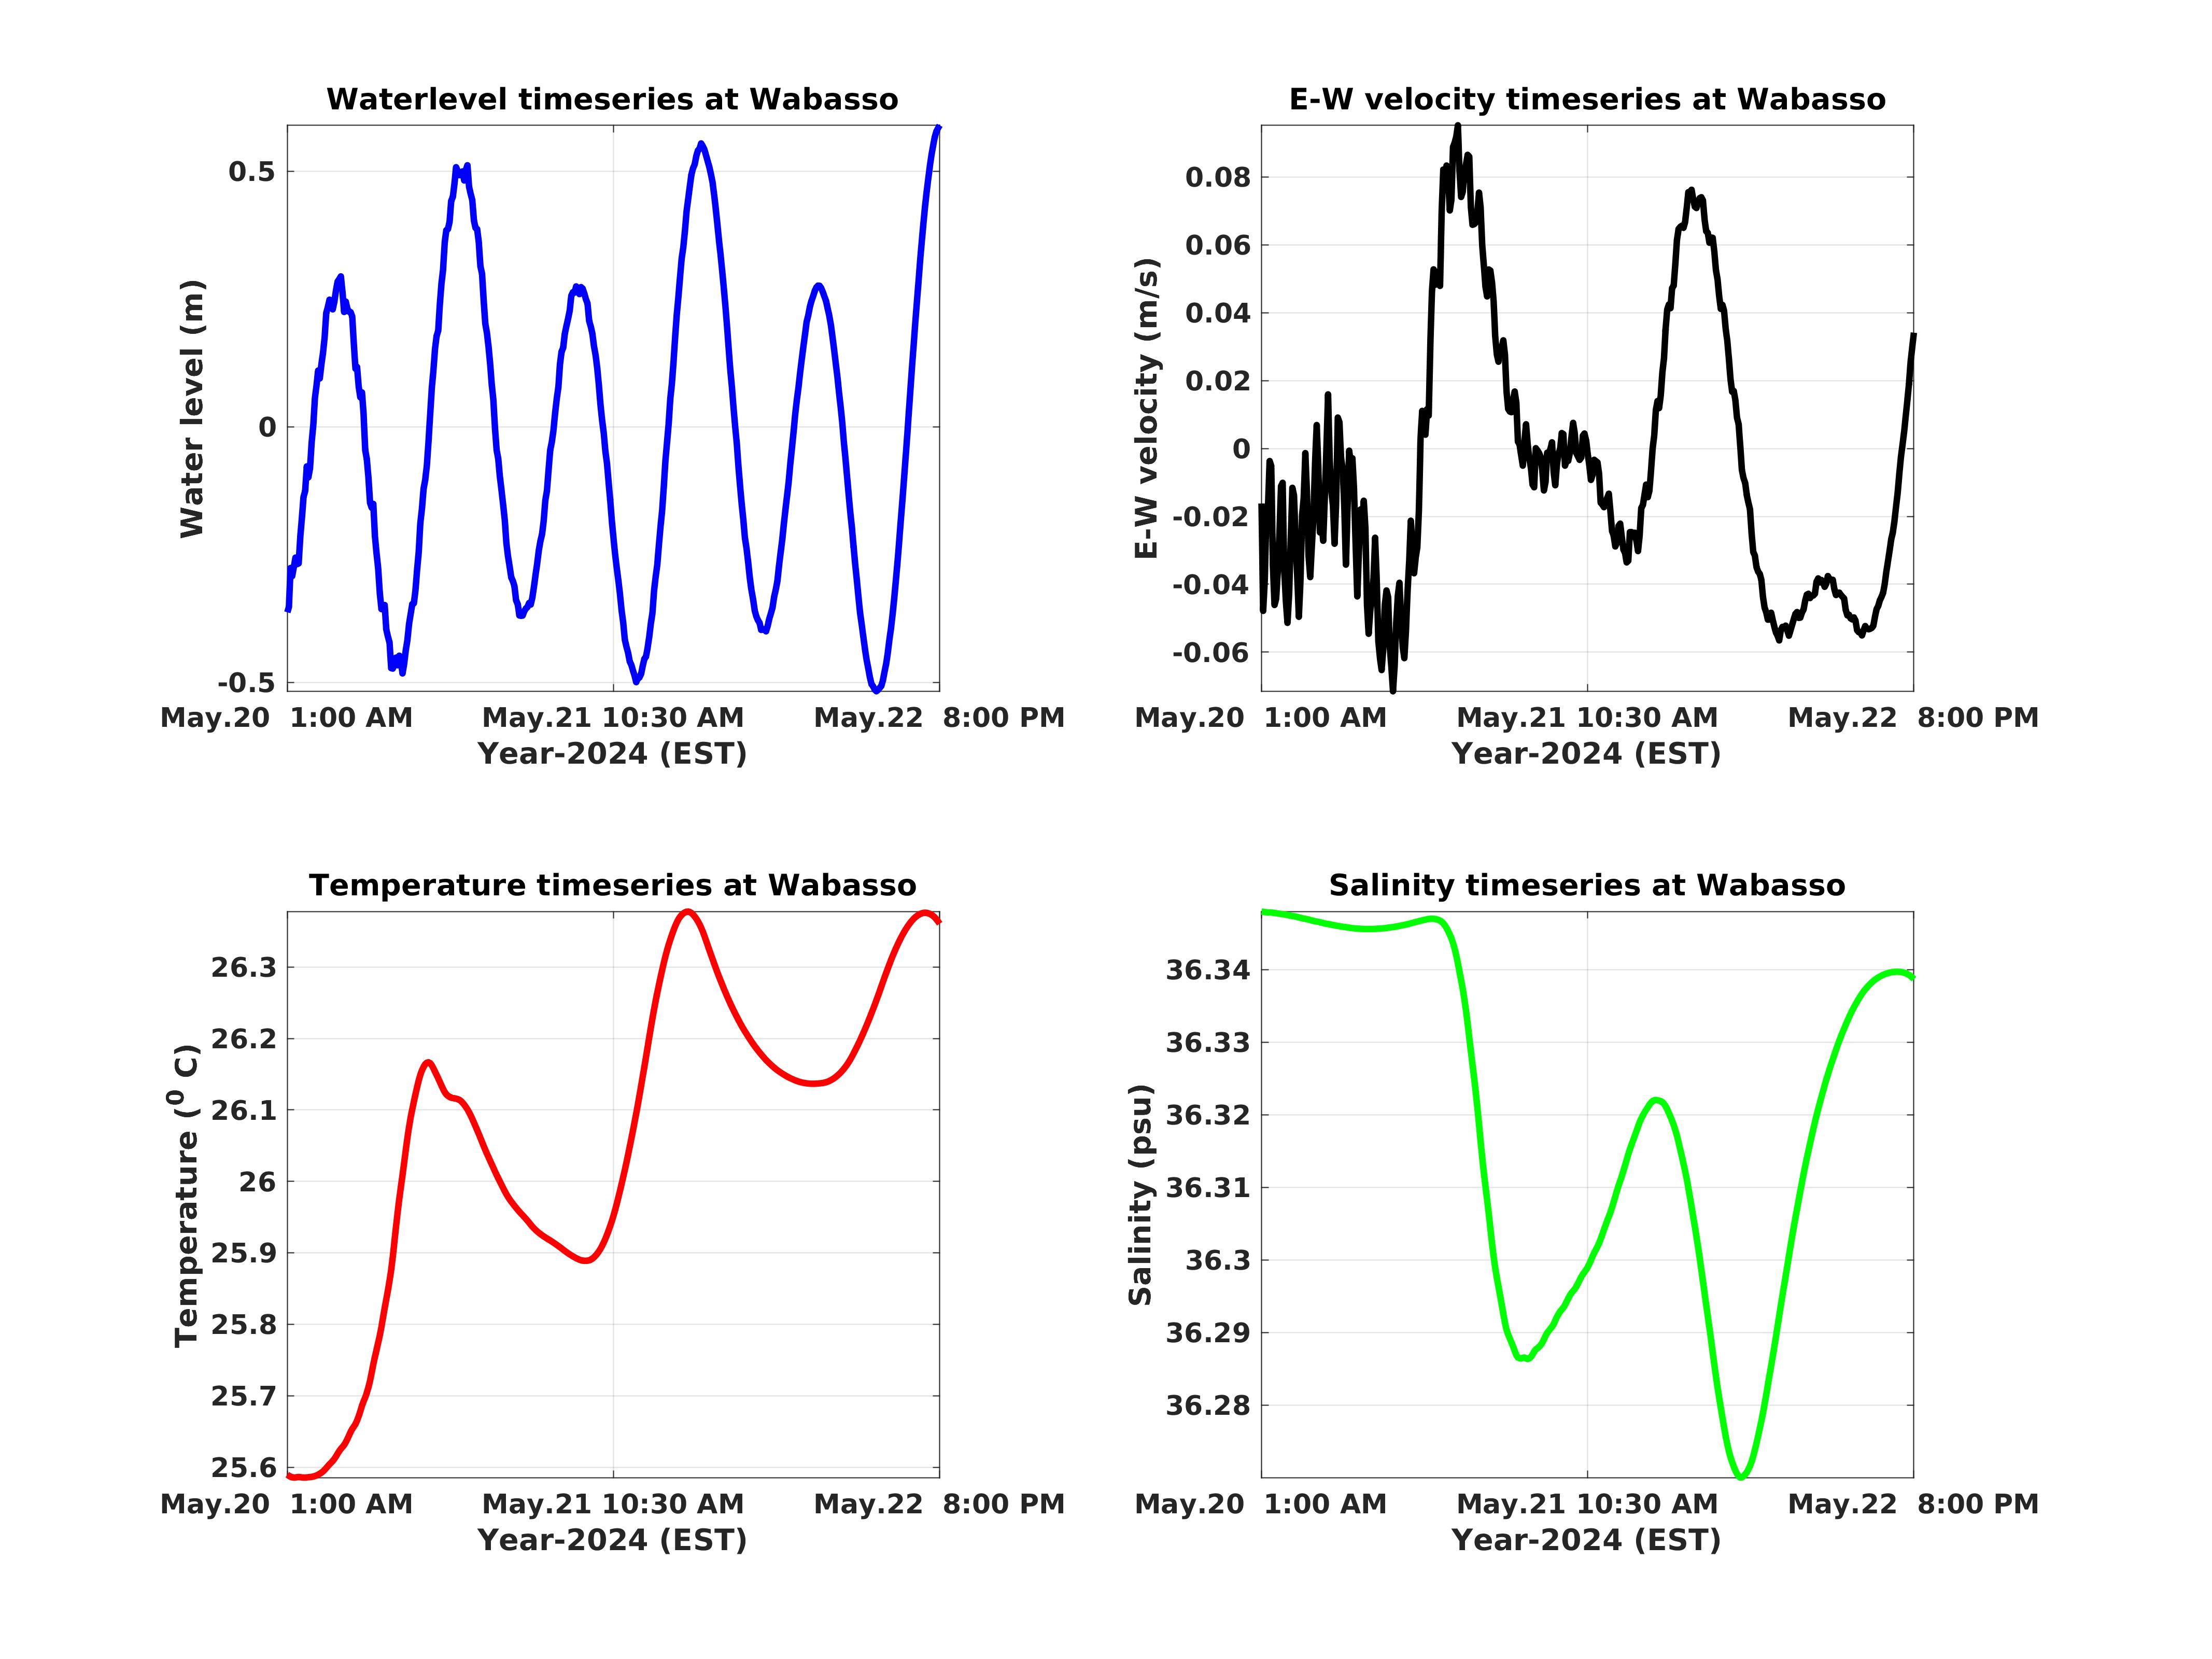 Waterlevel timeseries at Wabasso
0.5
0
-0.5
Water level (m)
May.20 1:00 AM May.21 10:30 AM May.22 8:00 PM
Year-2024 (EST)
E-W velocity timeseries at Wabasso
0.08
0.06
0.04
0.02
0
-0.02
-0.04
-0.06
E-W velocity (m/s)
May.20 1:00 AM May.21 10:30 AM May.22 8:00 PM
Year-2024 (EST)
Temperature timeseries at Wabasso
26.3
26.2
26.1
26
25.9
25.8
25.7
25.6
Temperature (⁰ C)
May.20 1:00 AM May.21 10:30 AM May.22 8:00 PM
Year-2024 (EST)
Salinity timeseries at Wabasso
36.34
36.33
36.32
36.31
36.3
36.29
36.28
Salinity (psu)
May.20 1:00 AM May.21 10:30 AM May.22 8:00 PM
Year-2024 (EST)